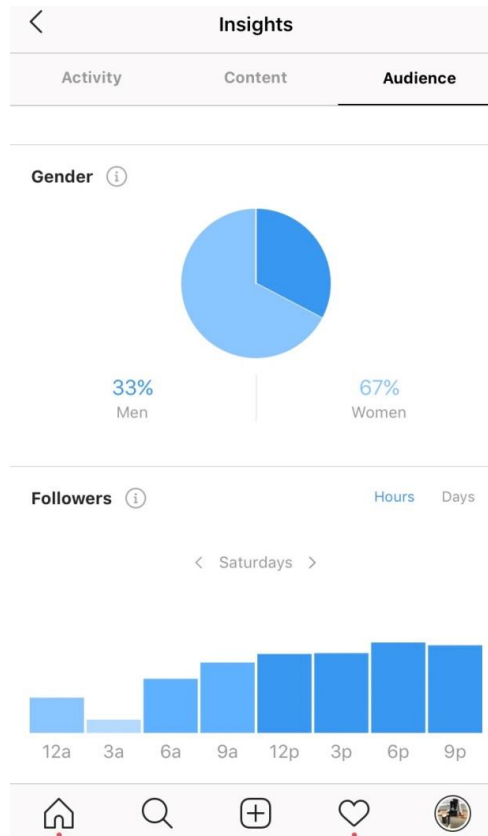 Insights
Activity Content Audience
Gender
33% 67%
Men Women
Followers Hours Days
< Saturdays >
12a 3a 6a 9a 12p 3p 6p 9p